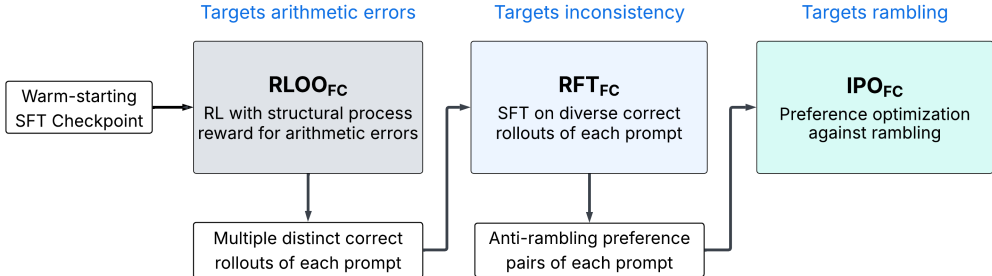 Targets arithmetic errors
Targets inconsistency
Targets rambling
Warm-starting
SFT Checkpoint
RLOO_FC
RL with structural process
reward for arithmetic errors
RFT_FC
SFT on diverse correct
rollouts of each prompt
IPO_FC
Preference optimization
against rambling
Multiple distinct correct
rollouts of each prompt
Anti-rambling preference
pairs of each prompt